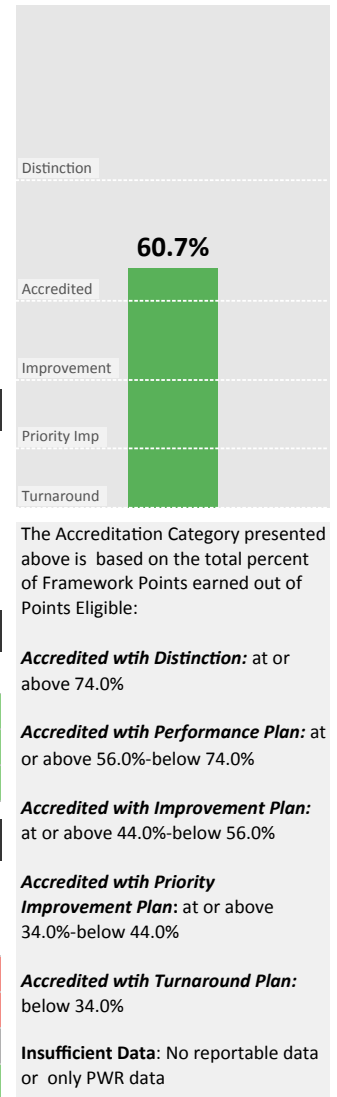 Distinction
60.7%
Accredited
Improvement
Priority Imp
Turnaround
The Accreditation Category presented
above is based on the total percent
of Framework Points earned out of
Points Eligible:
Accredited wtih Distinction: at or
above 74.0%
Accredited wtih Performance Plan: at
or above 56.0%-below 74.0%
Accredited with Improvement Plan:
at or above 44.0%-below 56.0%
Accredited wtih Priority
Improvement Plan: at or above
34.0%-below 44.0%
Accredited wtih Turnaround Plan:
below 34.0%
Insufficient Data: No reportable data
or only PWR data